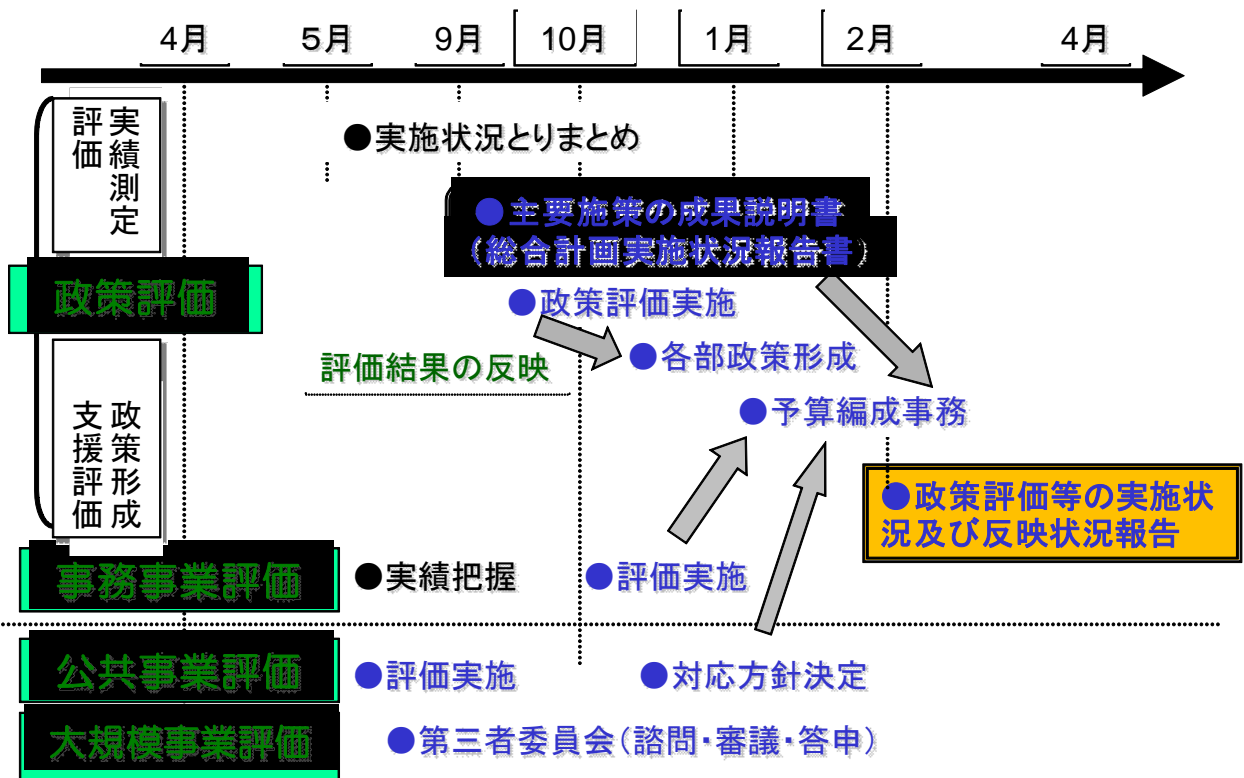 4月 5月 9月 10月 1月 2月 4月
実績測定
評価
●実施状況とりまとめ
●主要施策の成果説明書
(総合計画実施状況報告書)
政策評価
●政策評価実施
●各部政策形成
評価結果の反映
●予算編成事務
政策形成
支援評価
●政策評価等の実施状
況及び反映状況報告
事務事業評価
●実績把握
●評価実施
公共事業評価
●評価実施
●対応方針決定
大規模事業評価
●第三者委員会(諮問・審議・答申)